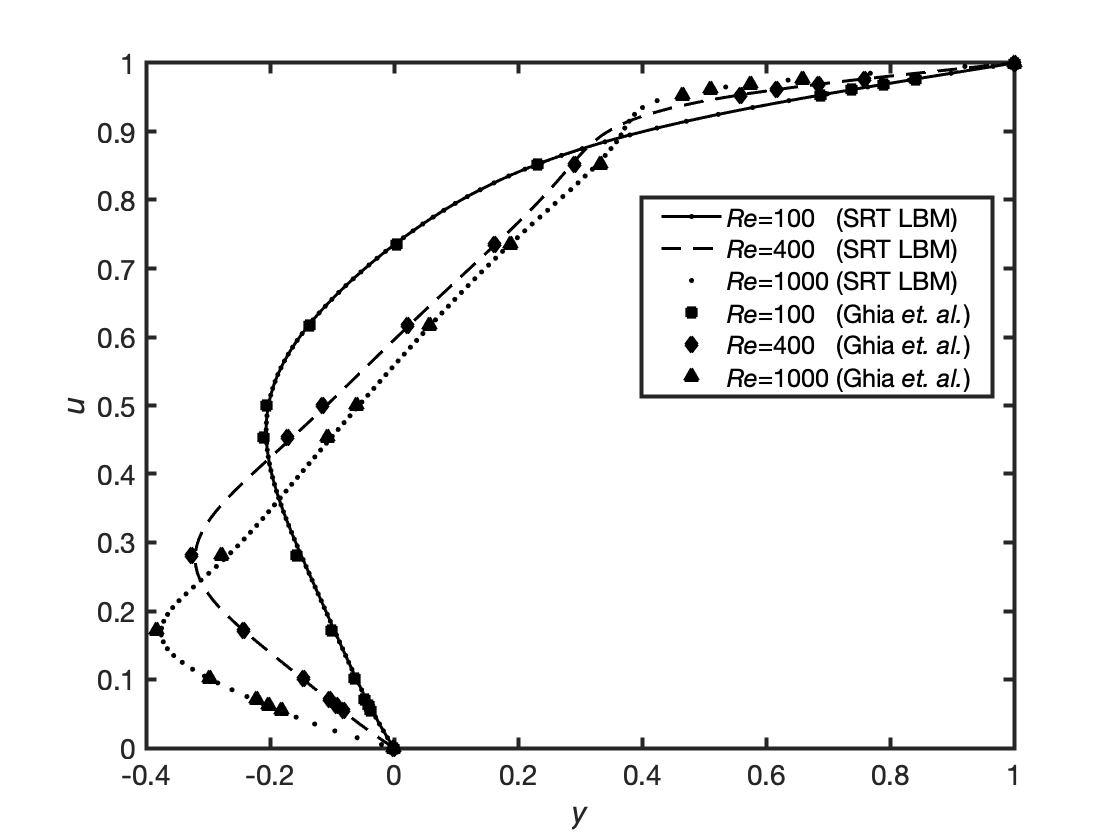 1
0.9
0.8
0.7
0.6
0.5
0.4
0.3
0.2
0.1
0
u
Re=100 (SRT LBM)
Re=400 (SRT LBM)
Re=1000 (SRT LBM)
Re=100 (Ghia et. al.)
Re=400 (Ghia et. al.)
Re=1000 (Ghia et. al.)
-0.4 -0.2 0 0.2 0.4 0.6 0.8 1
y